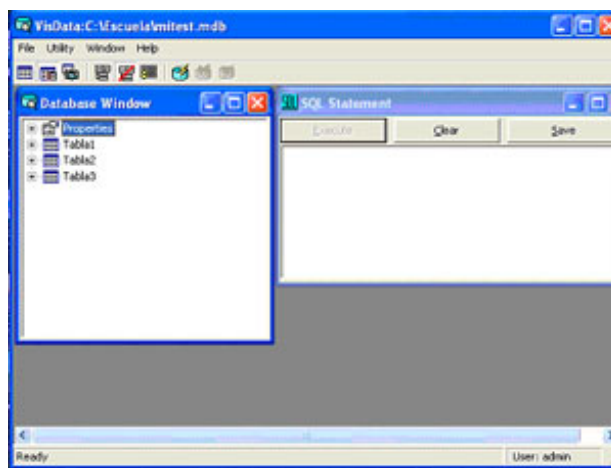 VisData:C:\Escuela\mitest.mdb
File Utility Window Help
Database Window
Properties
Tabla1
Tabla2
Tabla3
SQL Statement
Execute Clear Save
Ready User: admin